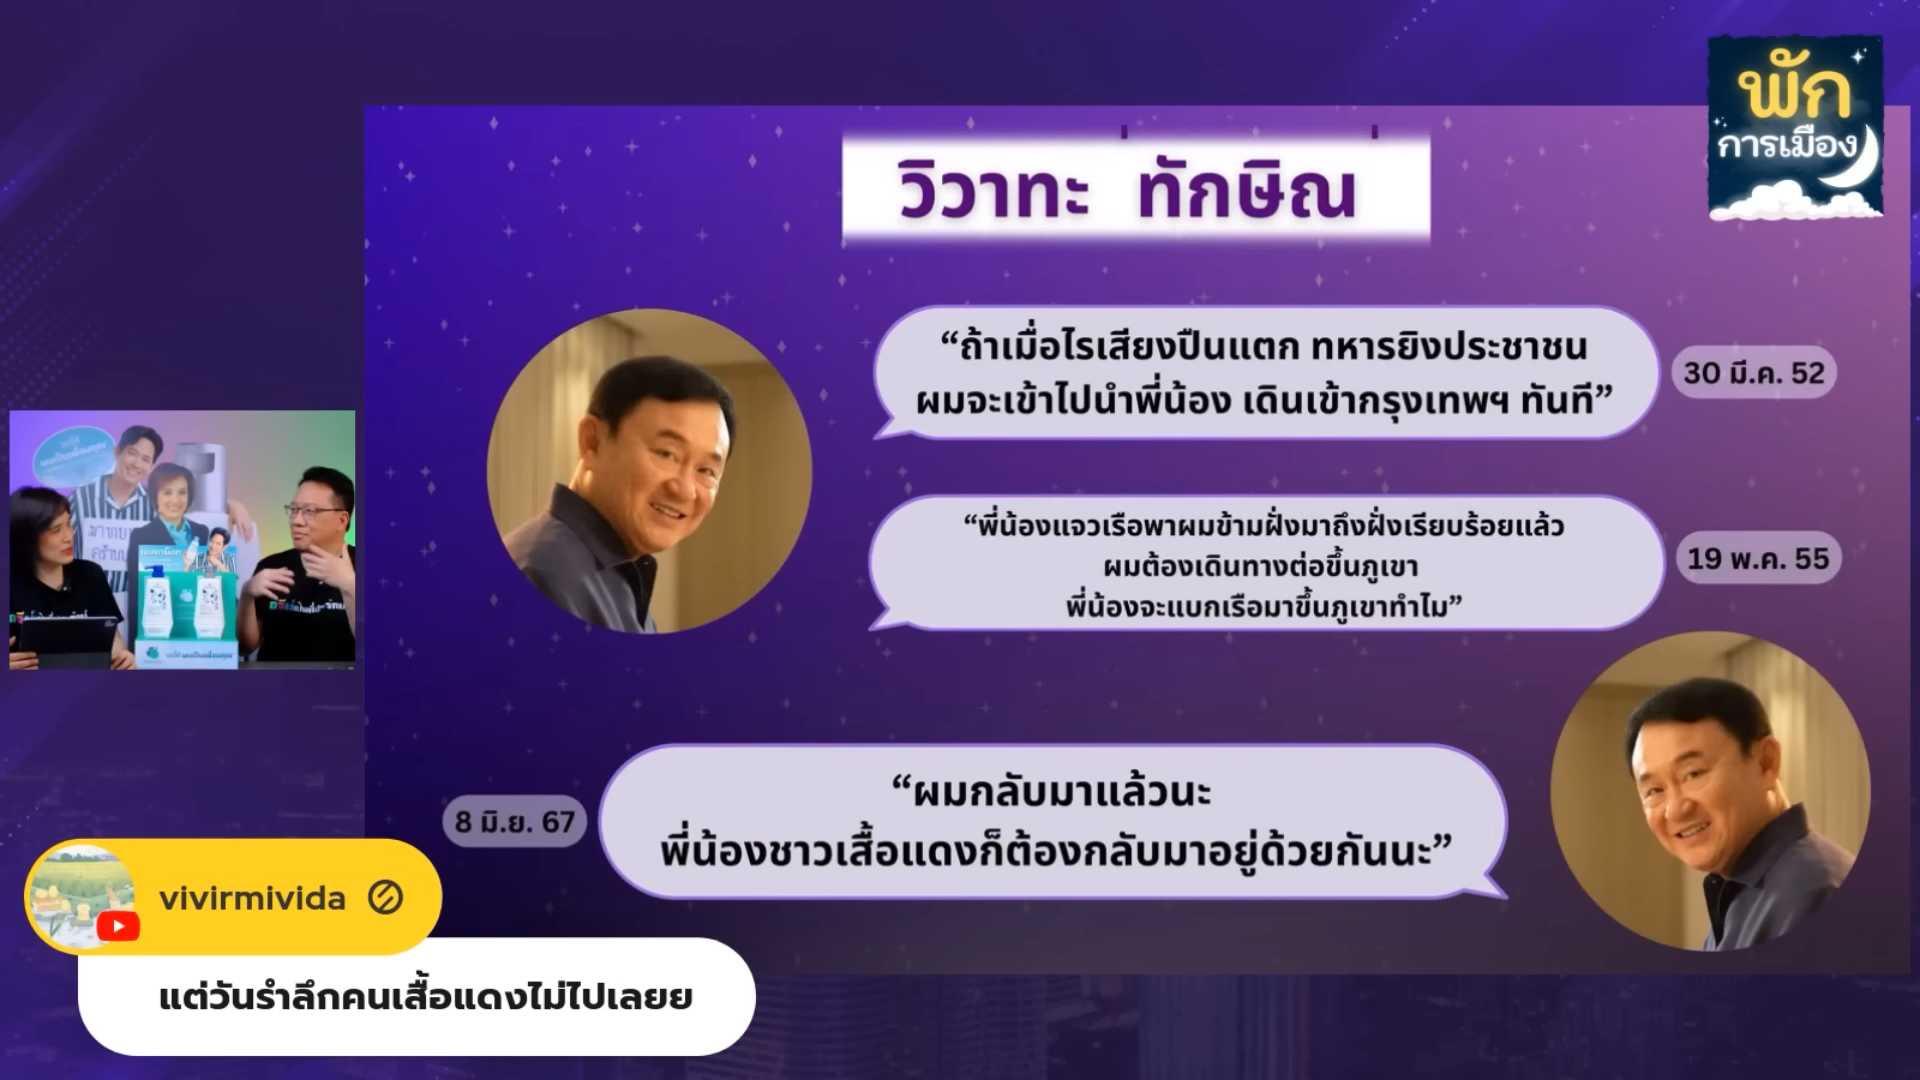 พัก
การเมือง
วิวาทะ ทักษิณ
“ถ้าเมื่อไรเสียงปืนแตก ทหารยิงประชาชน
ผมจะเข้าไปนำพี่น้อง เดินเข้ากรุงเทพฯ ทันที”
30 มี.ค. 52
“พี่น้องแจวเรือพาผมข้ามฝั่งมาถึงฝั่งเรียบร้อยแล้ว
ผมต้องเดินทางต่อขึ้นภูเขา
พี่น้องจะแบกเรือมาขึ้นภูเขาทำไม”
19 พ.ค. 55
“ผมกลับมาแล้วนะ
พี่น้องชาวเสื้อแดงก็ต้องกลับมาอยู่ด้วยกันนะ”
8 มิ.ย. 67
vivirmivida
แต่วันรำลึกคนเสื้อแดงไม่ไปเลยย